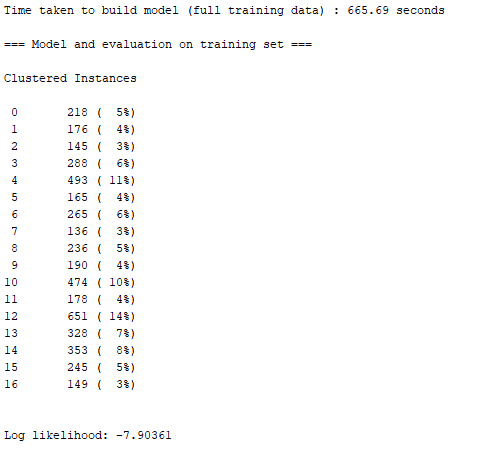 Time taken to build model (full training data) : 665.69 seconds
=== Model and evaluation on training set ===
Clustered Instances
0 218 ( 5%)
1 176 ( 4%)
2 145 ( 3%)
3 288 ( 6%)
4 493 ( 11%)
5 165 ( 4%)
6 265 ( 6%)
7 136 ( 3%)
8 236 ( 5%)
9 190 ( 4%)
10 474 ( 10%)
11 178 ( 4%)
12 651 ( 14%)
13 328 ( 7%)
14 353 ( 8%)
15 245 ( 5%)
16 149 ( 3%)
Log likelihood: -7.90361